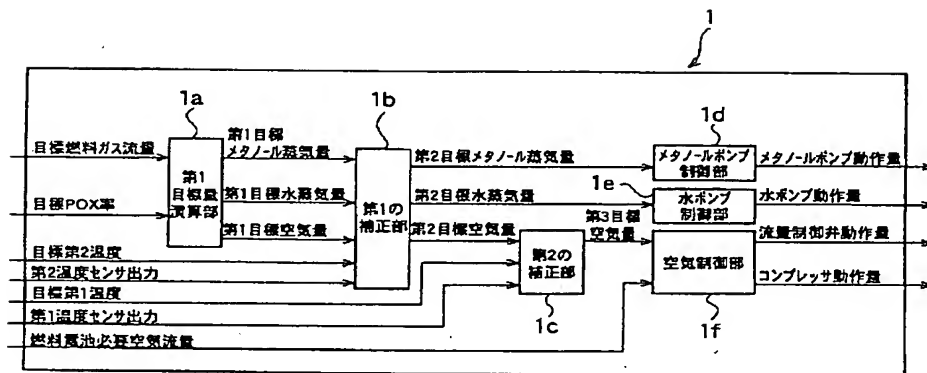 1
1a
1b
1d
目標燃料ガス流量
第1目標
メタノール蒸気量
第2目標メタノール蒸気量
メタノールポンプ
制御部
メタノールポンプ動作量
第1
目標量
演算部
第1目標水蒸気量
第1の
補正部
第2目標水蒸気量
1e
水ポンプ
制御部
水ポンプ動作量
目標POX率
第1目標空気量
第2目標空気量
第3目標
空気量
流量制御弁動作量
目標第2温度
第2の
補正部
空気制御部
第2温度センサ出力
コンプレッサ動作量
目標第1温度
第1温度センサ出力
1c
1f
燃料電池必要空気流量